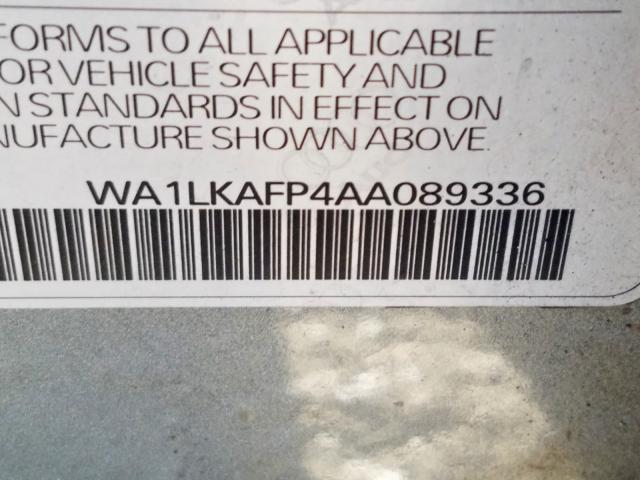 FORMS TO ALL APPLICABLE
OR VEHICLE SAFETY AND
N STANDARDS IN EFFECT ON
NUFACTURE SHOWN ABOVE.
WA1LKAFP4AA089336